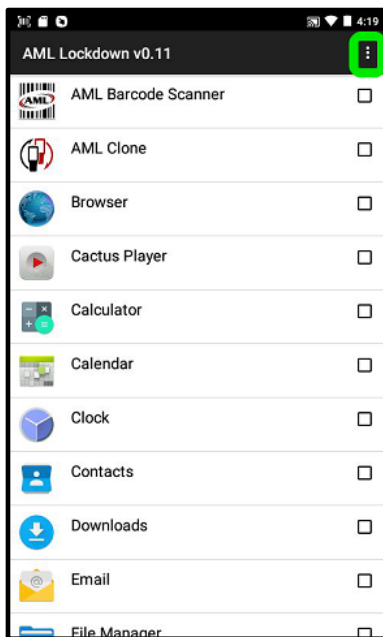 4:19
AML Lockdown v0.11
AML
AML Barcode Scanner
AML Clone
Browser
Cactus Player
Calculator
Calendar
Clock
Contacts
Downloads
@
Email
File Manager